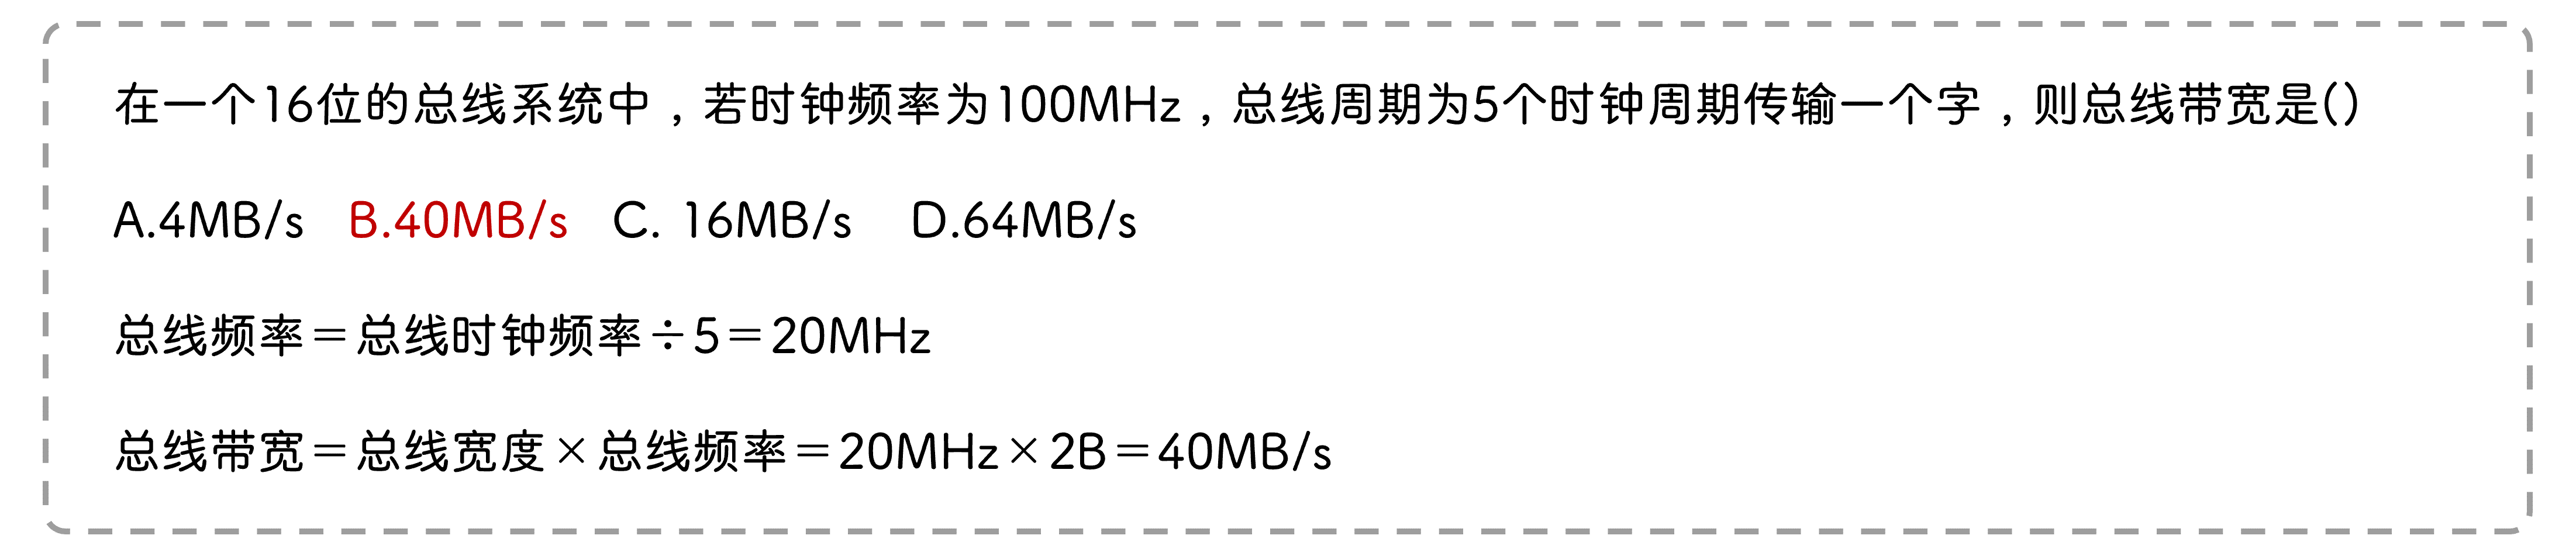 在一个16位的总线系统中，若时钟频率为100MHz，总线周期为5个时钟周期传输一个字，则总线带宽是()
A.4MB/s B.40MB/s C. 16MB/s D.64MB/s
总线频率＝总线时钟频率÷5＝20MHz
总线带宽＝总线宽度×总线频率＝20MHz×2B＝40MB/s